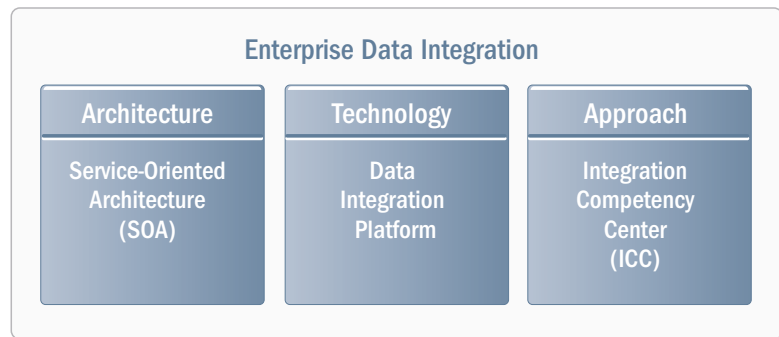 Enterprise Data Integration
Architecture
Service-Oriented
Architecture
(SOA)
Technology
Data
Integration
Platform
Approach
Integration
Competency
Center
(ICC)